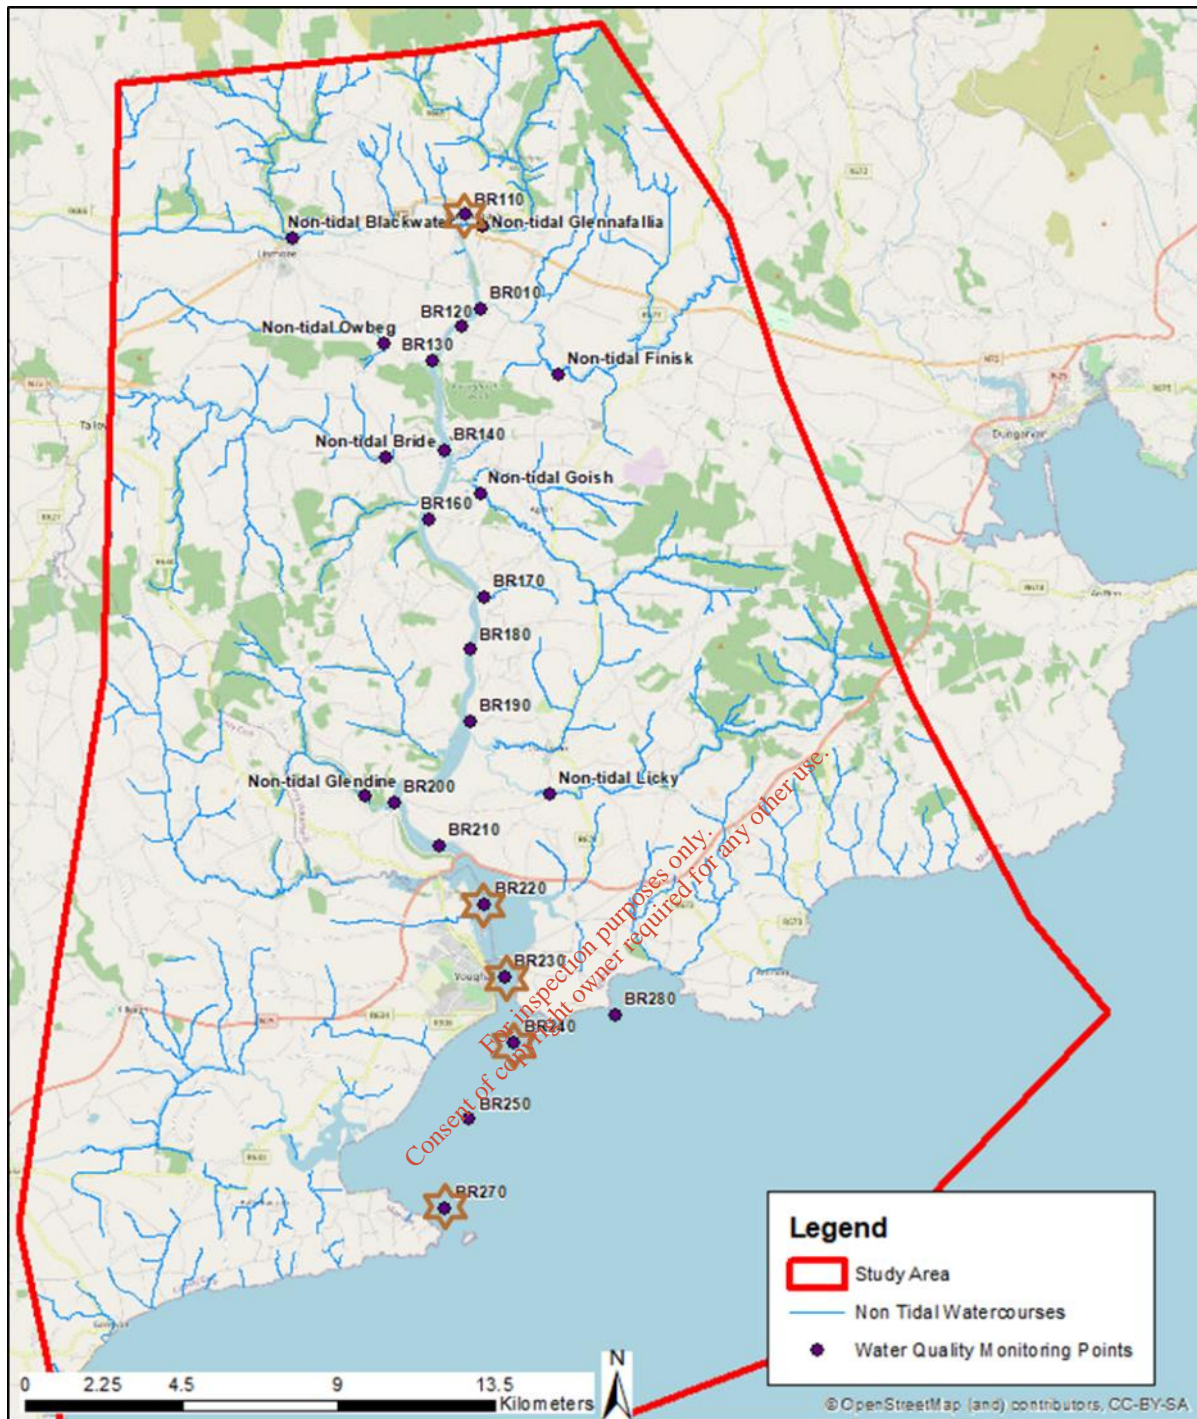 BR110
Non-tidal Blackwate
Non-tidal Glennafallia
Lismore
BR010
BR120
Non-tidal Owbeg
BR130
Non-tidal Finisk
Dungarvan
Non-tidal Bride
BR140
Non-tidal Goish
BR160
BR170
BR180
BR190
Non-tidal Glendine
BR200
Non-tidal Licky
BR210
BR220
BR230
BR280
BR240
BR250
BR270
For inspection purposes only.
Consent of copyright owner required for any other use.
Legend
Study Area
Non Tidal Watercourses
Water Quality Monitoring Points
N
0 2.25 4.5 9 13.5
Kilometers
© OpenStreetMap (and) contributors, CC-BY-SA